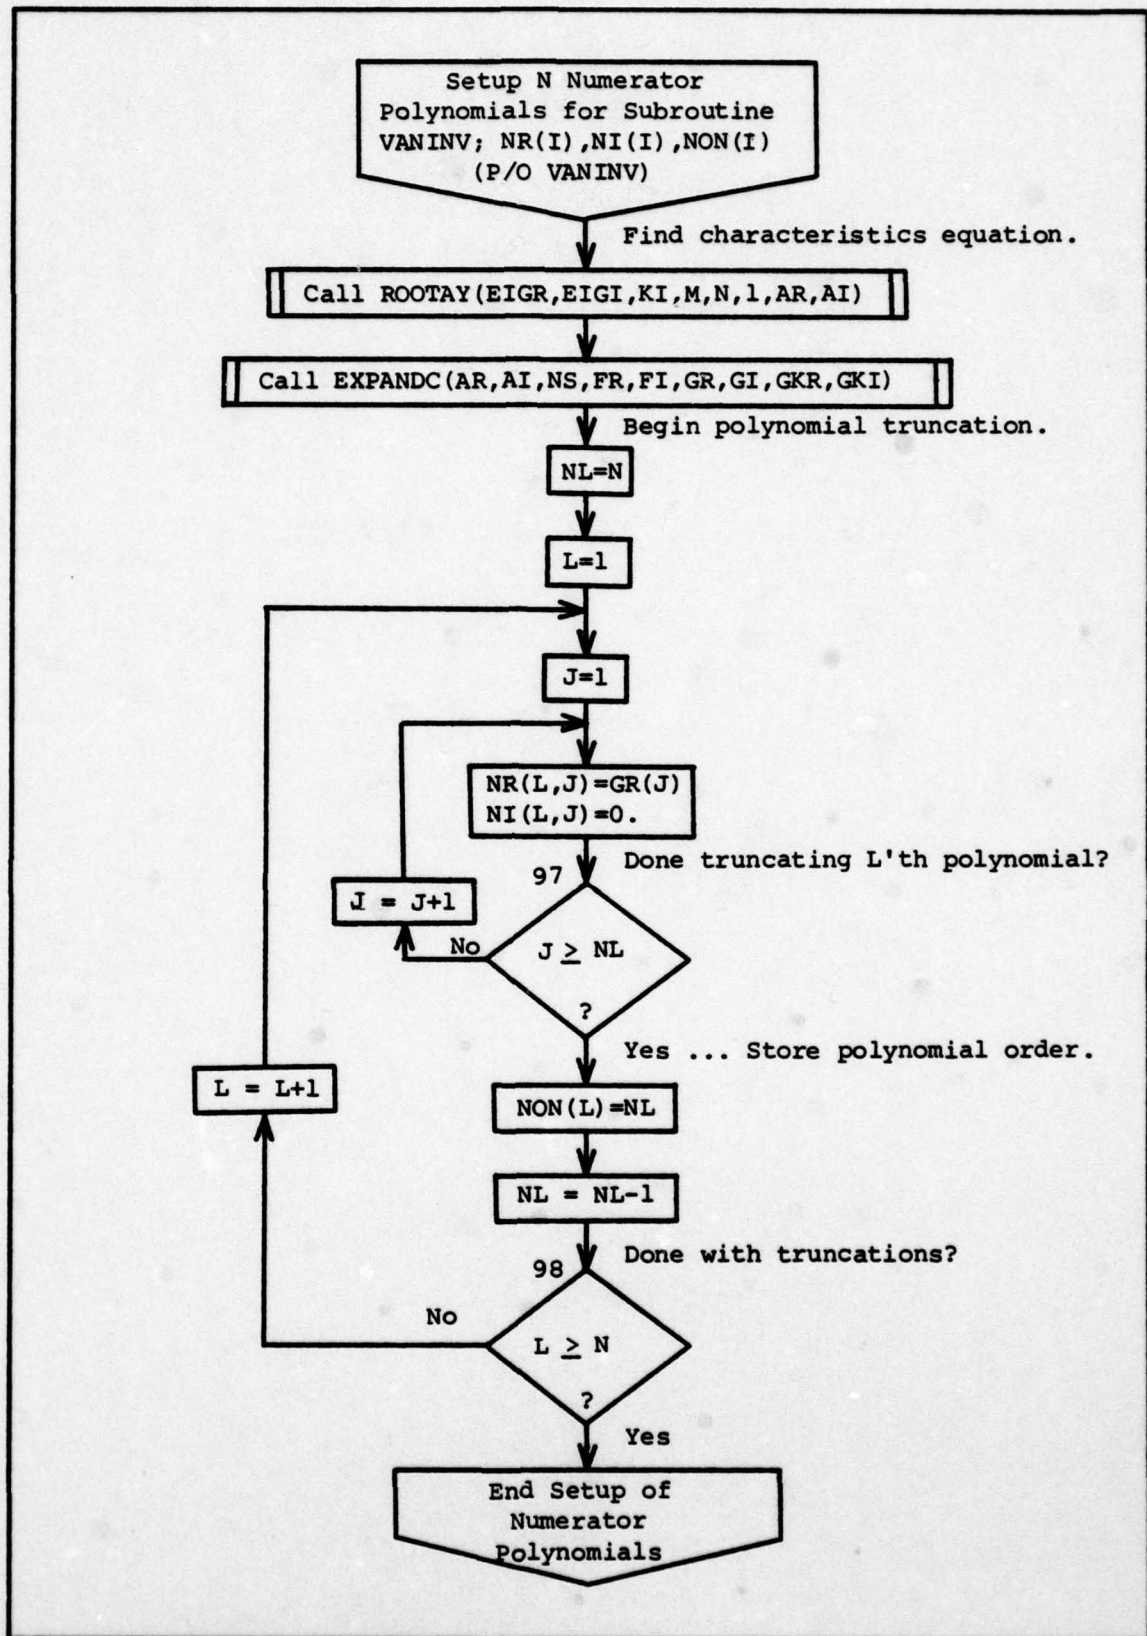 Setup N Numerator
Polynomials for Subroutine
VANINV; NR(I),NI(I),NON(I)
(P/O VANINV)
Find characteristics equation.
Call ROOTAY(EIGR,EIGI,KI,M,N,1,AR,AI)
Call EXPANDC(AR,AI,NS,FR,FI,GR,GI,GKR,GKI)
Begin polynomial truncation.
NL=N
L=1
J=1
NR(L,J)=GR(J)
NI(L,J)=0.
Done truncating L'th polynomial?
97
J = J+1
No
J ≥ NL
?
Yes ... Store polynomial order.
L = L+1
NON(L)=NL
NL = NL-1
Done with truncations?
98
No
L ≥ N
?
Yes
End Setup of
Numerator
Polynomials